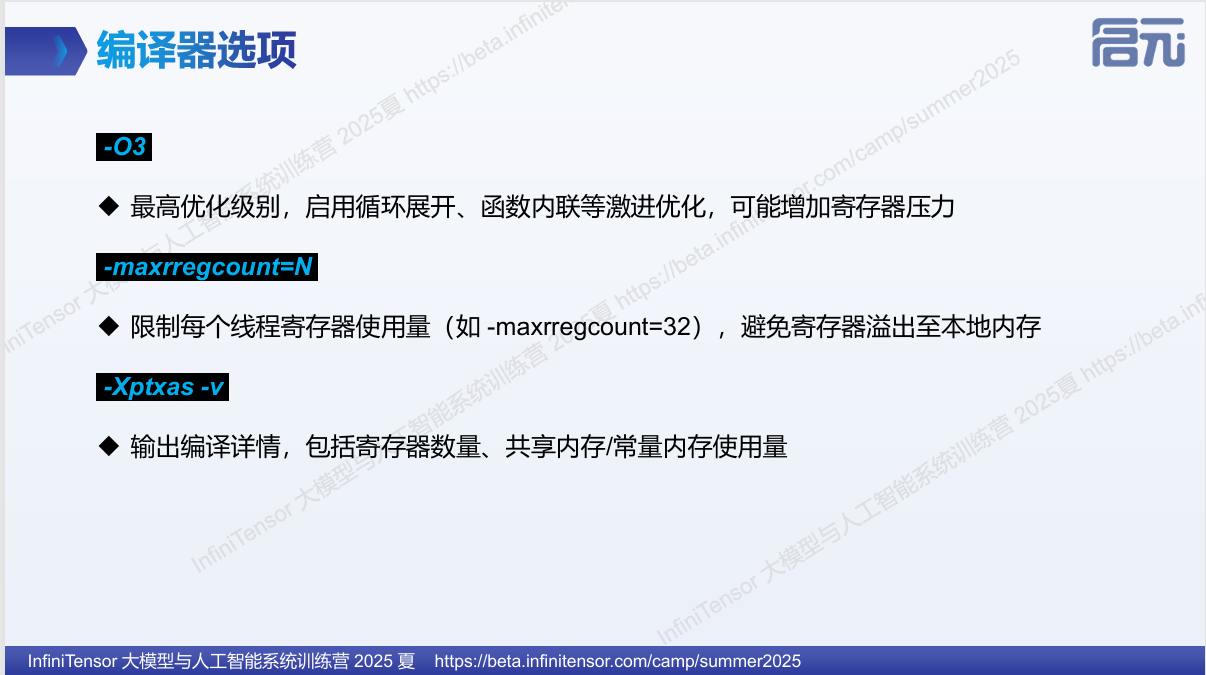 编译器选项
启元
-O3
◆ 最高优化级别，启用循环展开、函数内联等激进优化，可能增加寄存器压力
-maxrregcount=N
◆ 限制每个线程寄存器使用量（如 -maxrregcount=32），避免寄存器溢出至本地内存
-Xptxas -v
◆ 输出编译详情，包括寄存器数量、共享内存/常量内存使用量
InfiniTensor 大模型与人工智能系统训练营 2025夏 https://beta.infinitensor.com/camp/summer2025
InfiniTensor 大模型与人工智能系统训练营 2025 夏 https://beta.infinitensor.com/camp/summer2025